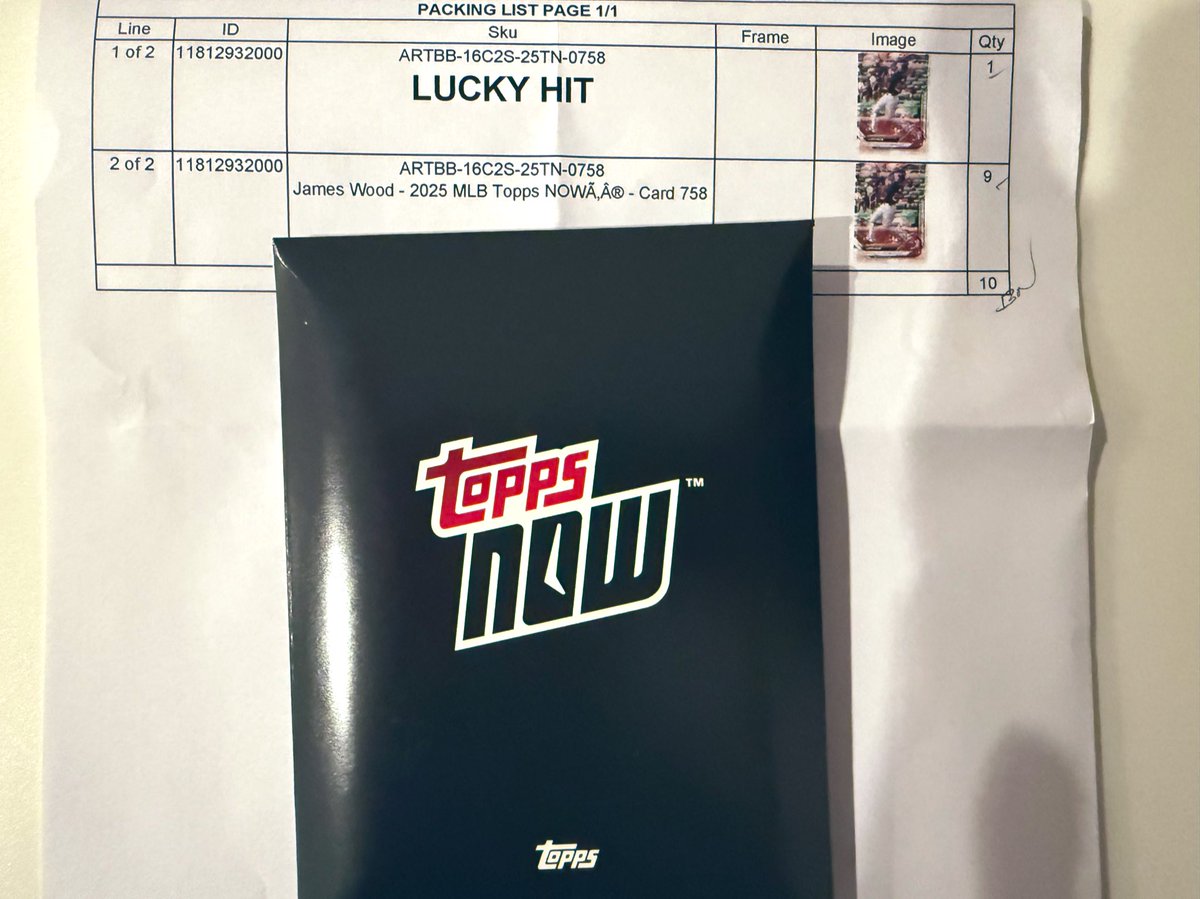 PACKING LIST PAGE 1/1
Line ID Sku Frame Image Qty
1 of 2 11812932000 ARTBB-16C2S-25TN-0758 1
LUCKY HIT
2 of 2 11812932000 ARTBB-16C2S-25TN-0758 9
James Wood - 2025 MLB Topps NOWÃ‚Â® - Card 758
10
topps
now TM
topps